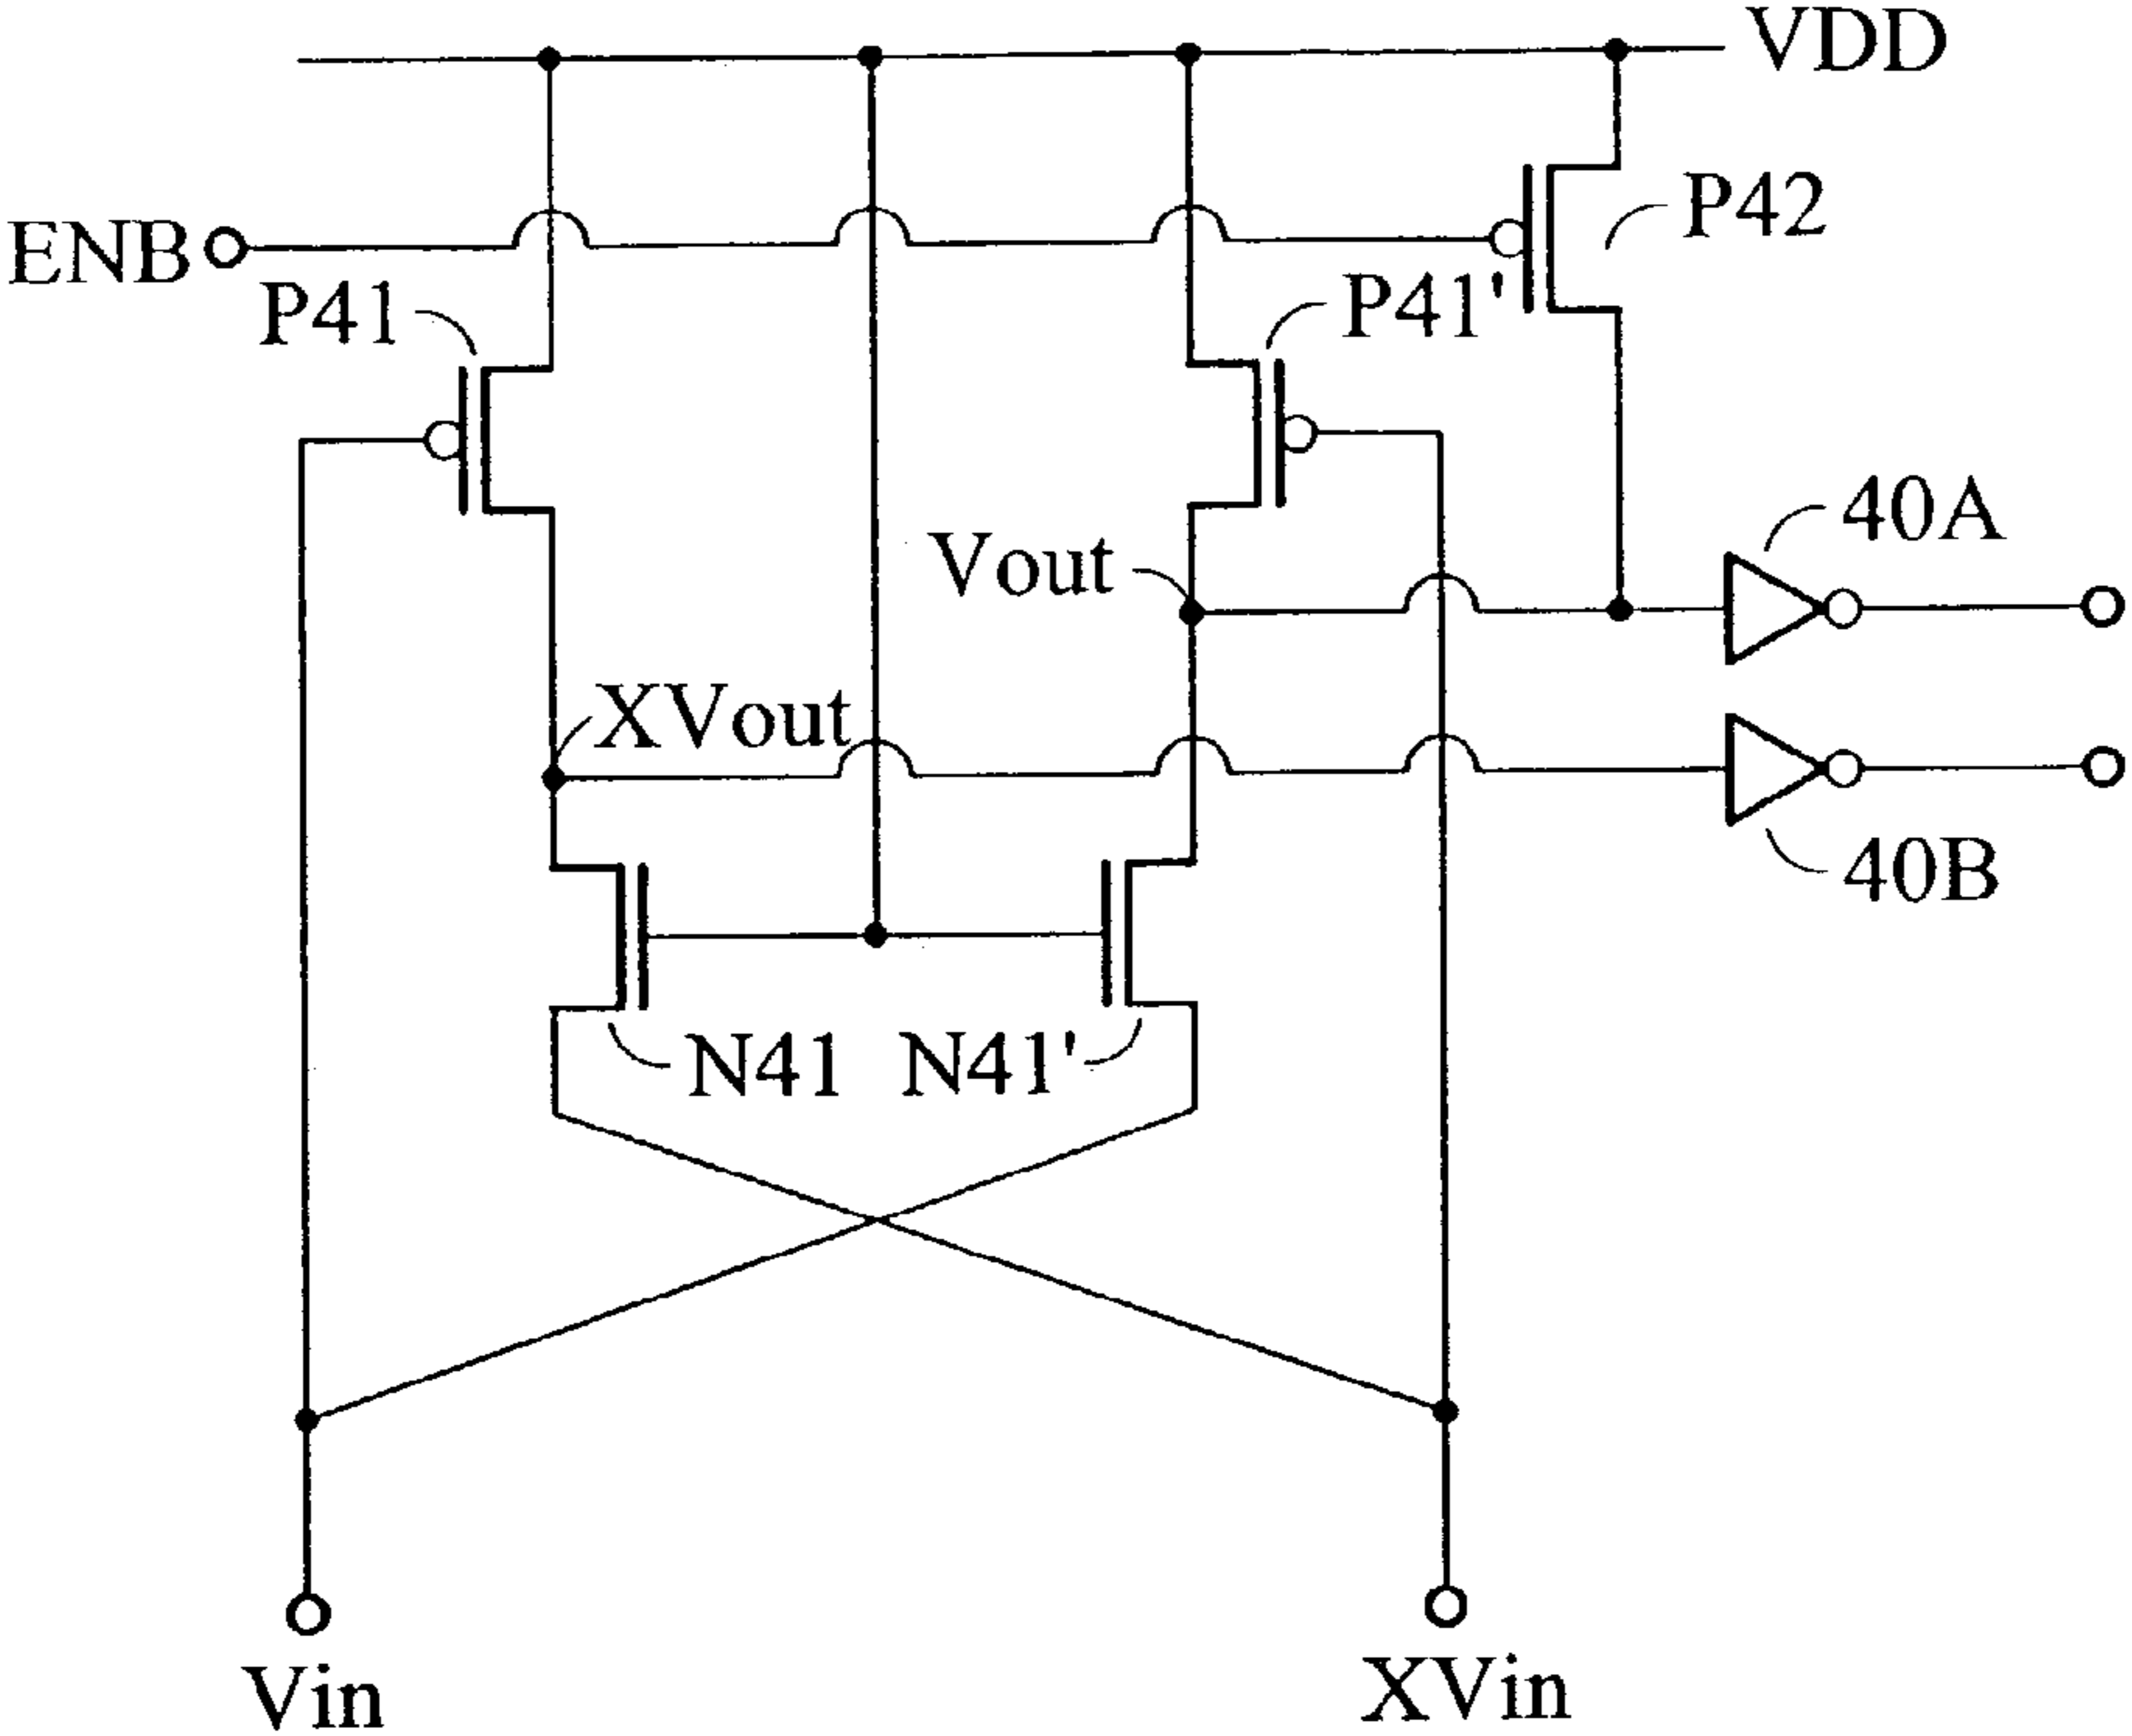 VDD
ENB
P42
P41
P41'
40A
Vout
XVout
40B
N41
N41'
Vin
XVin